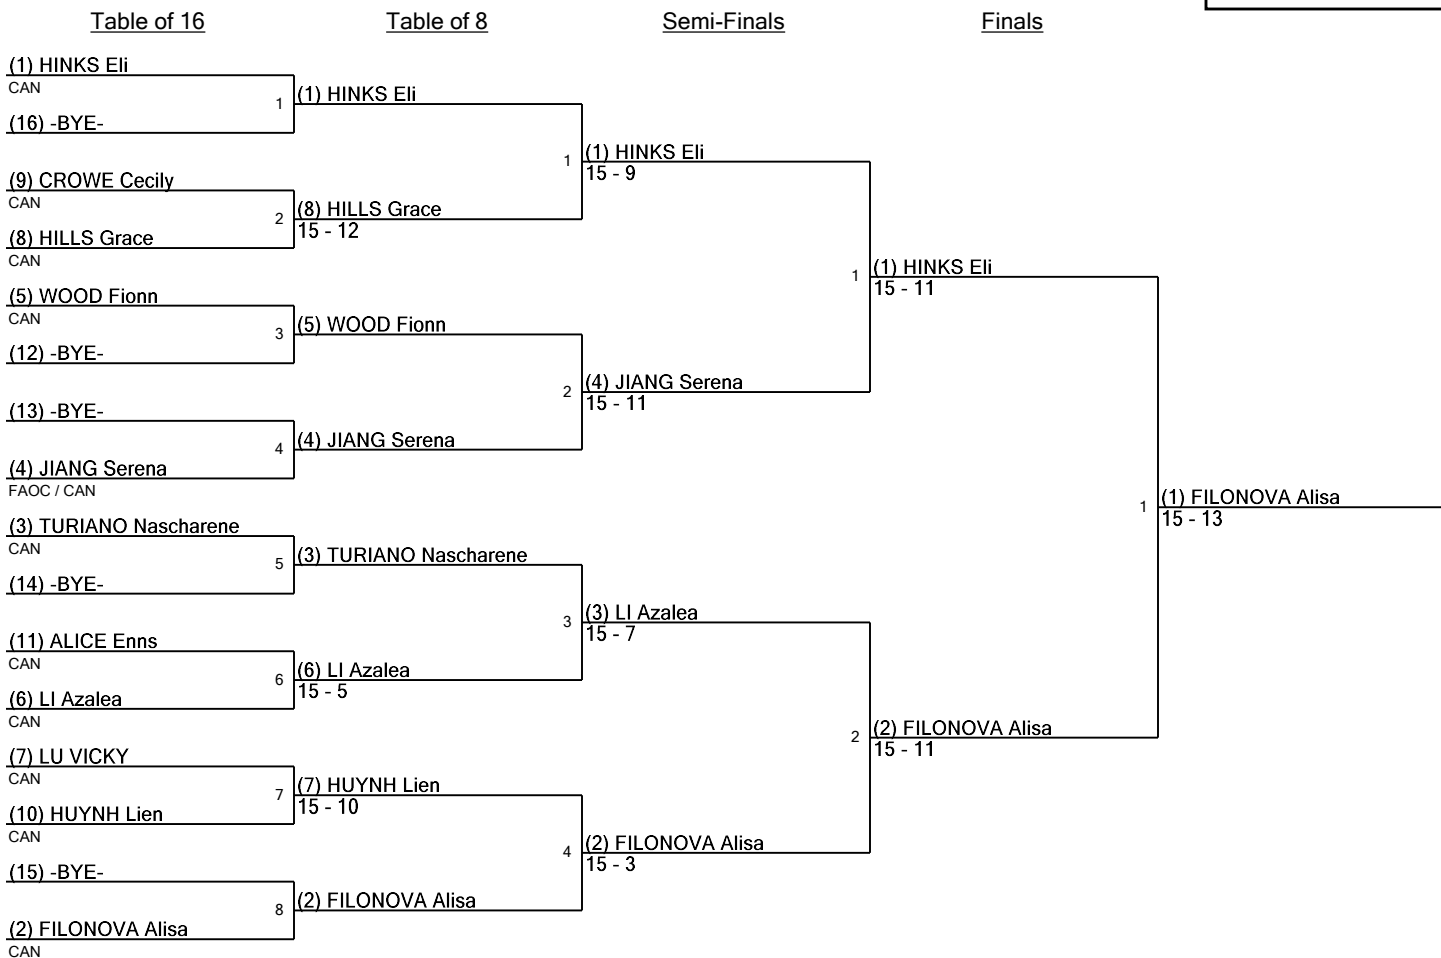 Table of 16
Table of 8
Semi-Finals
Finals
(1) HINKS Eli
CAN
(16) -BYE-
(9) CROWE Cecily
CAN
(8) HILLS Grace
CAN
(5) WOOD Fionn
CAN
(12) -BYE-
(13) -BYE-
(4) JIANG Serena
FAOC / CAN
(3) TURIANO Nascharene
CAN
(14) -BYE-
(11) ALICE Enns
CAN
(6) LI Azalea
CAN
(7) LU VICKY
CAN
(10) HUYNH Lien
CAN
(15) -BYE-
(2) FILONOVA Alisa
CAN
1
(1) HINKS Eli
2
(8) HILLS Grace
15 - 12
3
(5) WOOD Fionn
4
(4) JIANG Serena
5
(3) TURIANO Nascharene
6
(6) LI Azalea
15 - 5
7
(7) HUYNH Lien
15 - 10
8
(2) FILONOVA Alisa
1
(1) HINKS Eli
15 - 9
2
(4) JIANG Serena
15 - 11
3
(3) LI Azalea
15 - 7
4
(2) FILONOVA Alisa
15 - 3
1
(1) HINKS Eli
15 - 11
2
(2) FILONOVA Alisa
15 - 11
1
(1) FILONOVA Alisa
15 - 13